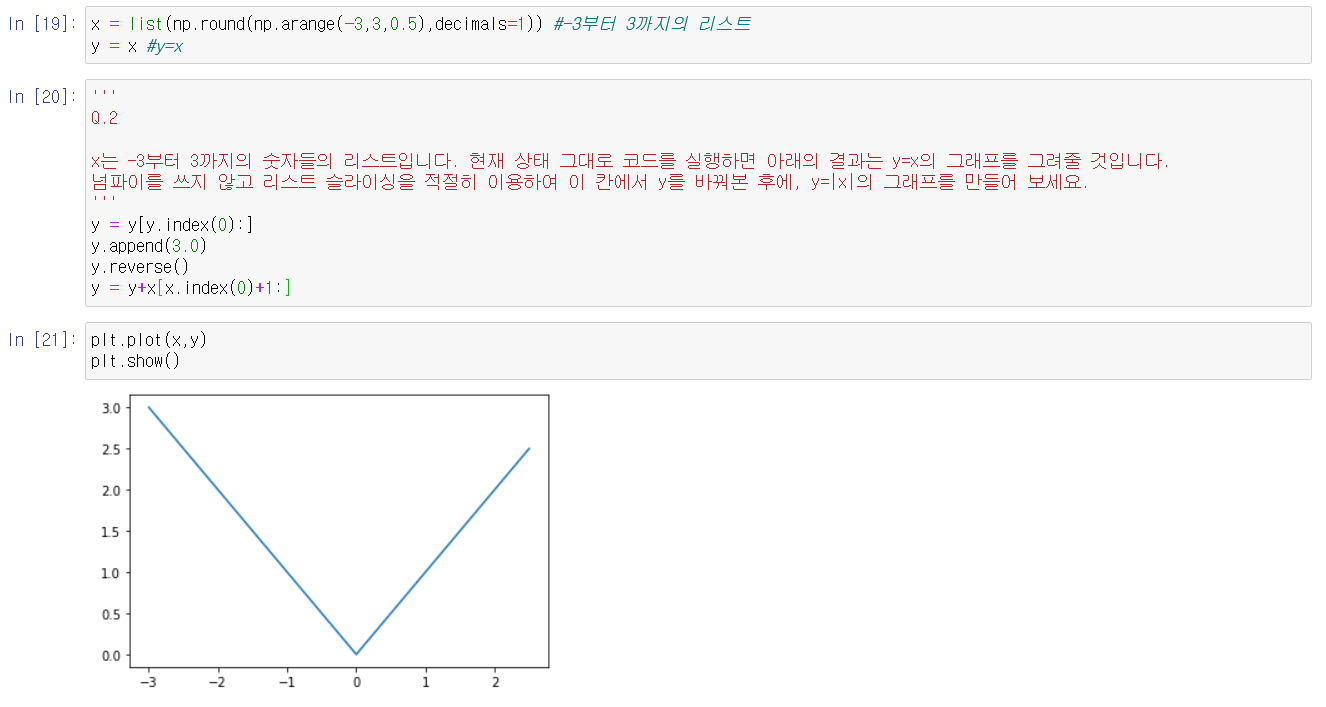 In [19]: x = list(np.round(np.arange(-3,3,0.5),decimals=1)) #-3부터 3까지의 리스트
y = x #y=x
In [20]: '''
Q.2
x는 -3부터 3까지의 숫자들의 리스트입니다. 현재 상태 그대로 코드를 실행하면 아래의 결과는 y=x의 그래프를 그려줄 것입니다.
넘파이를 쓰지 않고 리스트 슬라이싱을 적절히 이용하여 이 칸에서 y를 바꿔본 후에, y=|x|의 그래프를 만들어 보세요.
'''
y = y[y.index(0):]
y.append(3.0)
y.reverse()
y = y+x[x.index(0)+1:]
In [21]: plt.plot(x,y)
plt.show()
3.0
2.5
2.0
1.5
1.0
0.5
0.0
−3 −2 −1 0 1 2